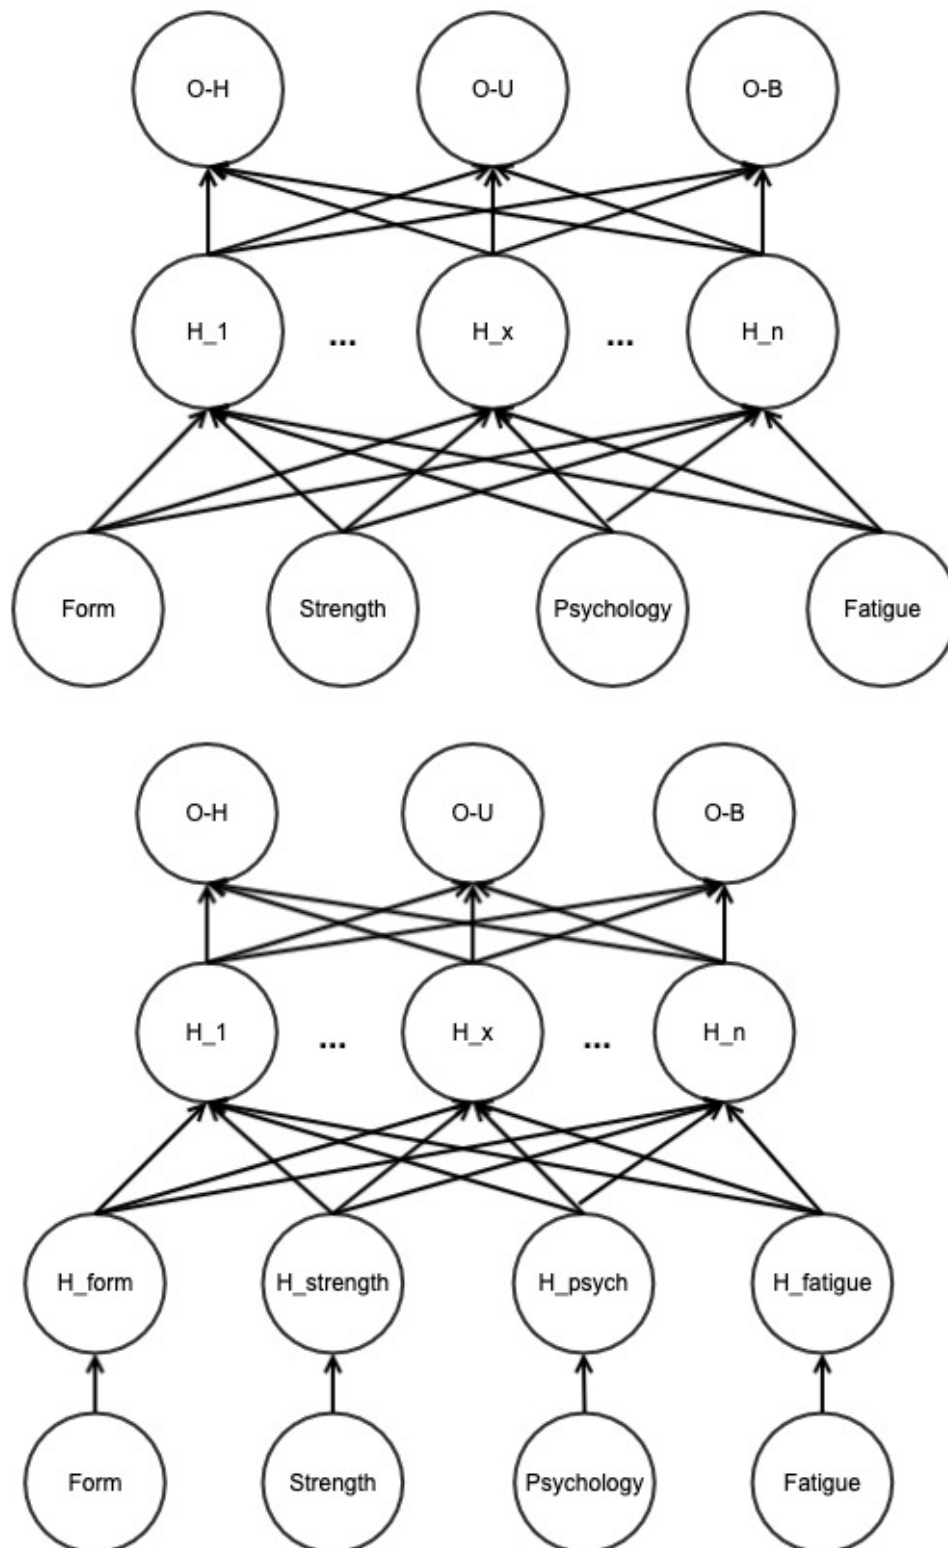 O-H O-U O-B
H_1 ... H_x ... H_n
Form Strength Psychology Fatigue
O-H O-U O-B
H_1 ... H_x ... H_n
H_form H_strength H_psych H_fatigue
Form Strength Psychology Fatigue